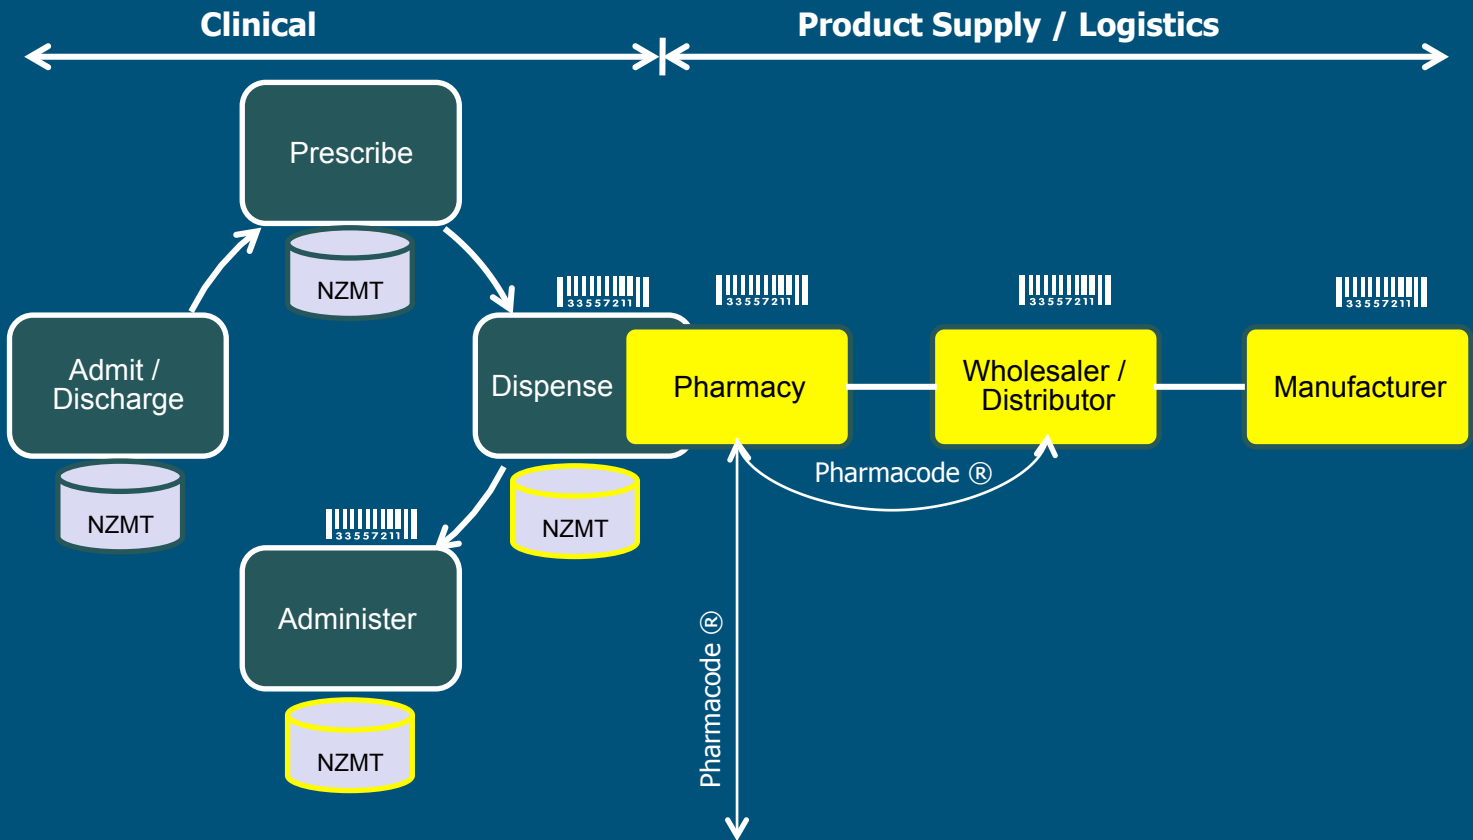 Clinical
Product Supply / Logistics
Prescribe
NZMT
33557211
33557211
33557211
33557211
Admit /
Discharge
NZMT
Dispense
NZMT
Pharmacy
Wholesaler /
Distributor
Manufacturer
Pharmacode ®
33557211
Administer
NZMT
Pharmacode ®